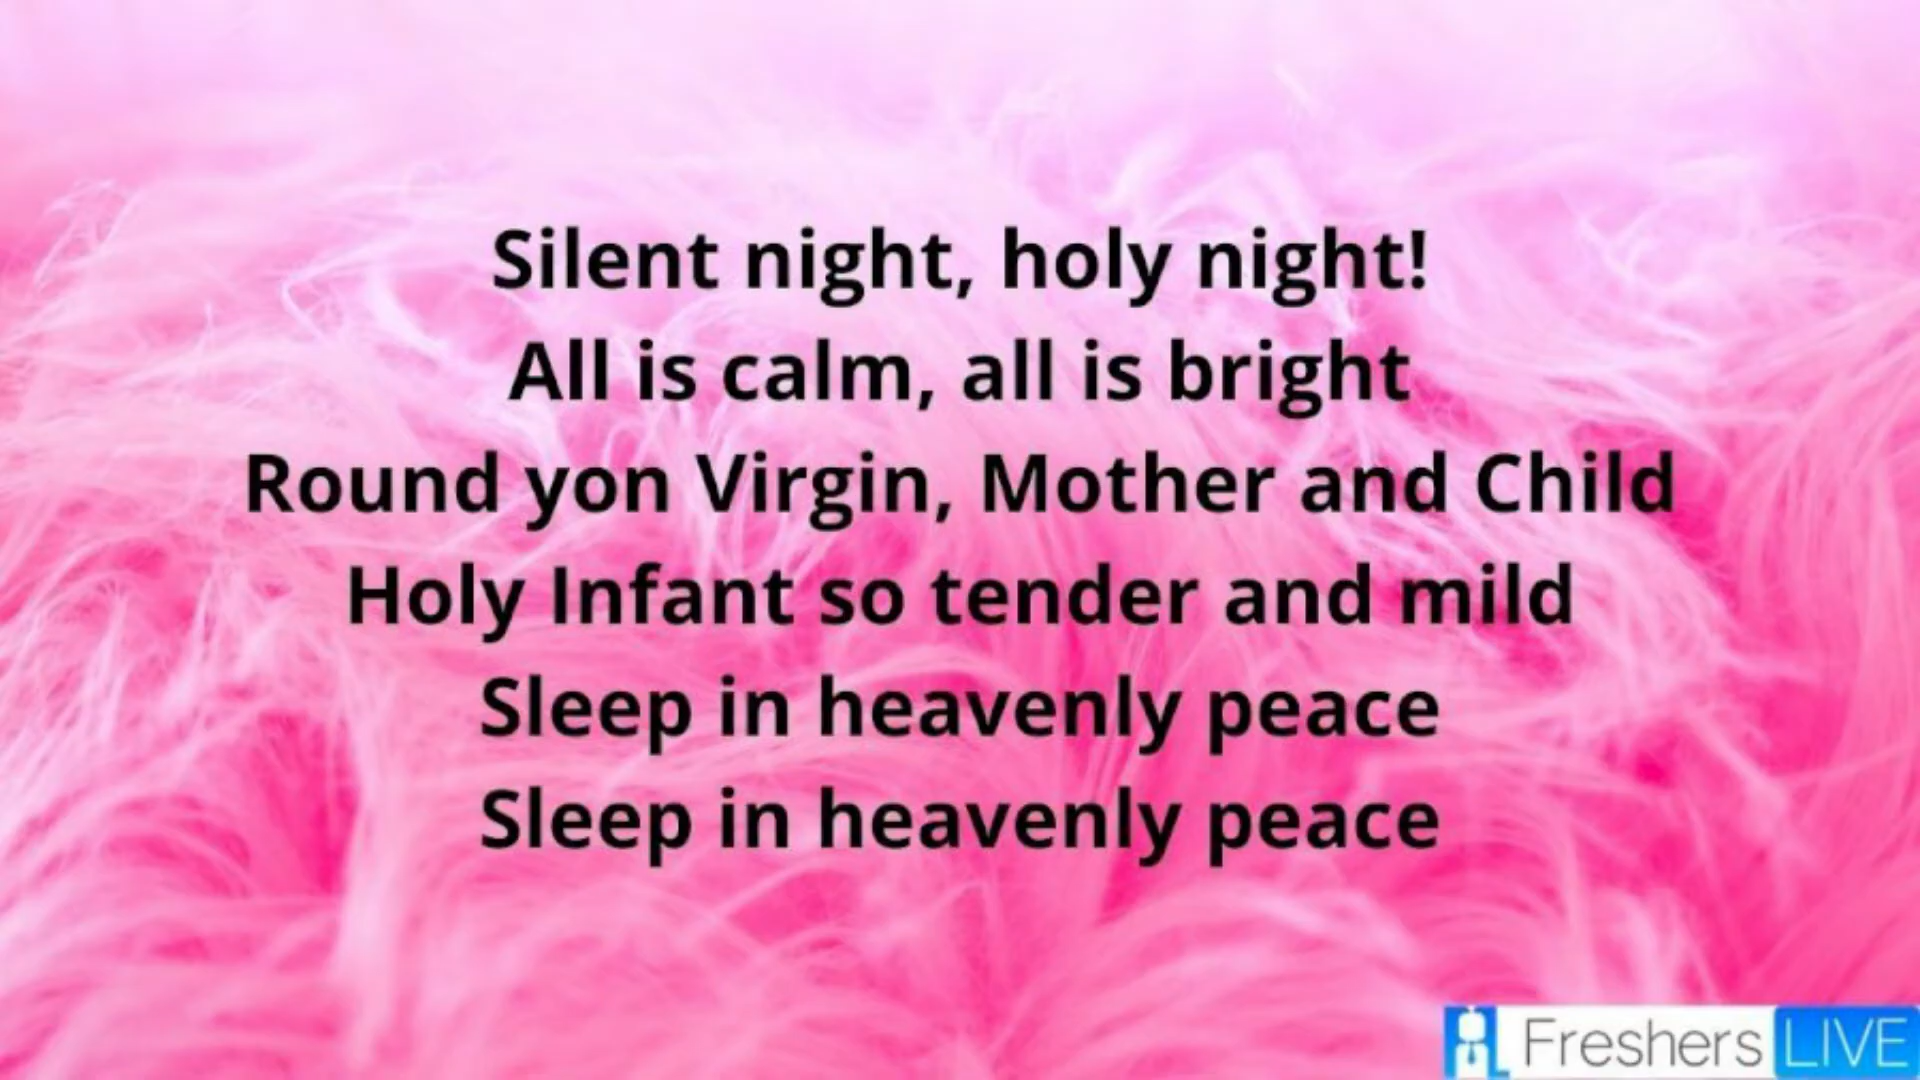 Silent night, holy night!
All is calm, all is bright
Round yon Virgin, Mother and Child
Holy Infant so tender and mild
Sleep in heavenly peace
Sleep in heavenly peace
Freshers LIVE